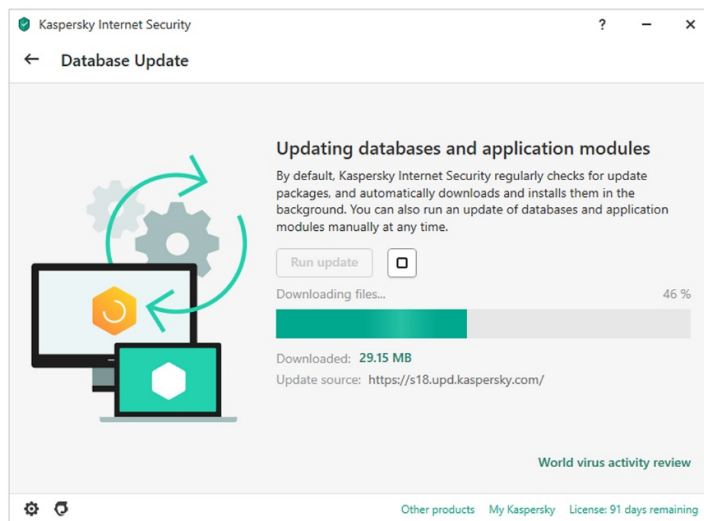 Kaspersky Internet Security
?
Database Update
Updating databases and application modules
By default, Kaspersky Internet Security regularly checks for update
packages, and automatically downloads and installs them in the
background. You can also run an update of databases and application
modules manually at any time.
Run update
Downloading files... 46 %
Downloaded: 29.15 MB
Update source: https://s18.upd.kaspersky.com/
World virus activity review
Other products My Kaspersky License: 91 days remaining